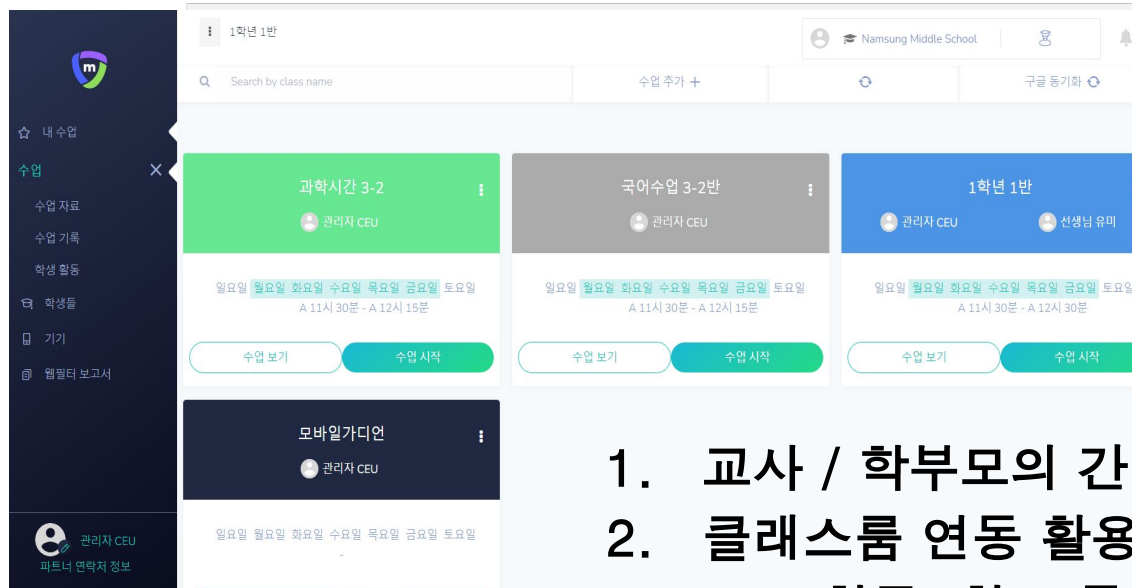 1학년 1반
Namsung Middle School
m
Search by class name
수업 추가 +
구글 동기화
내 수업
수업
수업 자료
수업 기록
학생 활동
학생들
기기
웹필터 보고서
관리자 CEU
파트너 연락처 정보
과학시간 3-2
관리자 CEU
일요일 월요일 화요일 수요일 목요일 금요일 토요일
A 11시 30분 - A 12시 15분
수업 보기 수업 시작
국어수업 3-2반
관리자 CEU
일요일 월요일 화요일 수요일 목요일 금요일 토요일
A 11시 30분 - A 12시 15분
수업 보기 수업 시작
1학년 1반
관리자 CEU 선생님 유미
일요일 월요일 화요일 수요일 목요일 금요일 토요일
A 11시 30분 - A 12시 30분
수업 보기 수업 시작
모바일가디언
관리자 CEU
일요일 월요일 화요일 수요일 목요일 금요일 토요일
-
1. 교사 / 학부모의 간
2. 클래스룸 연동 활용